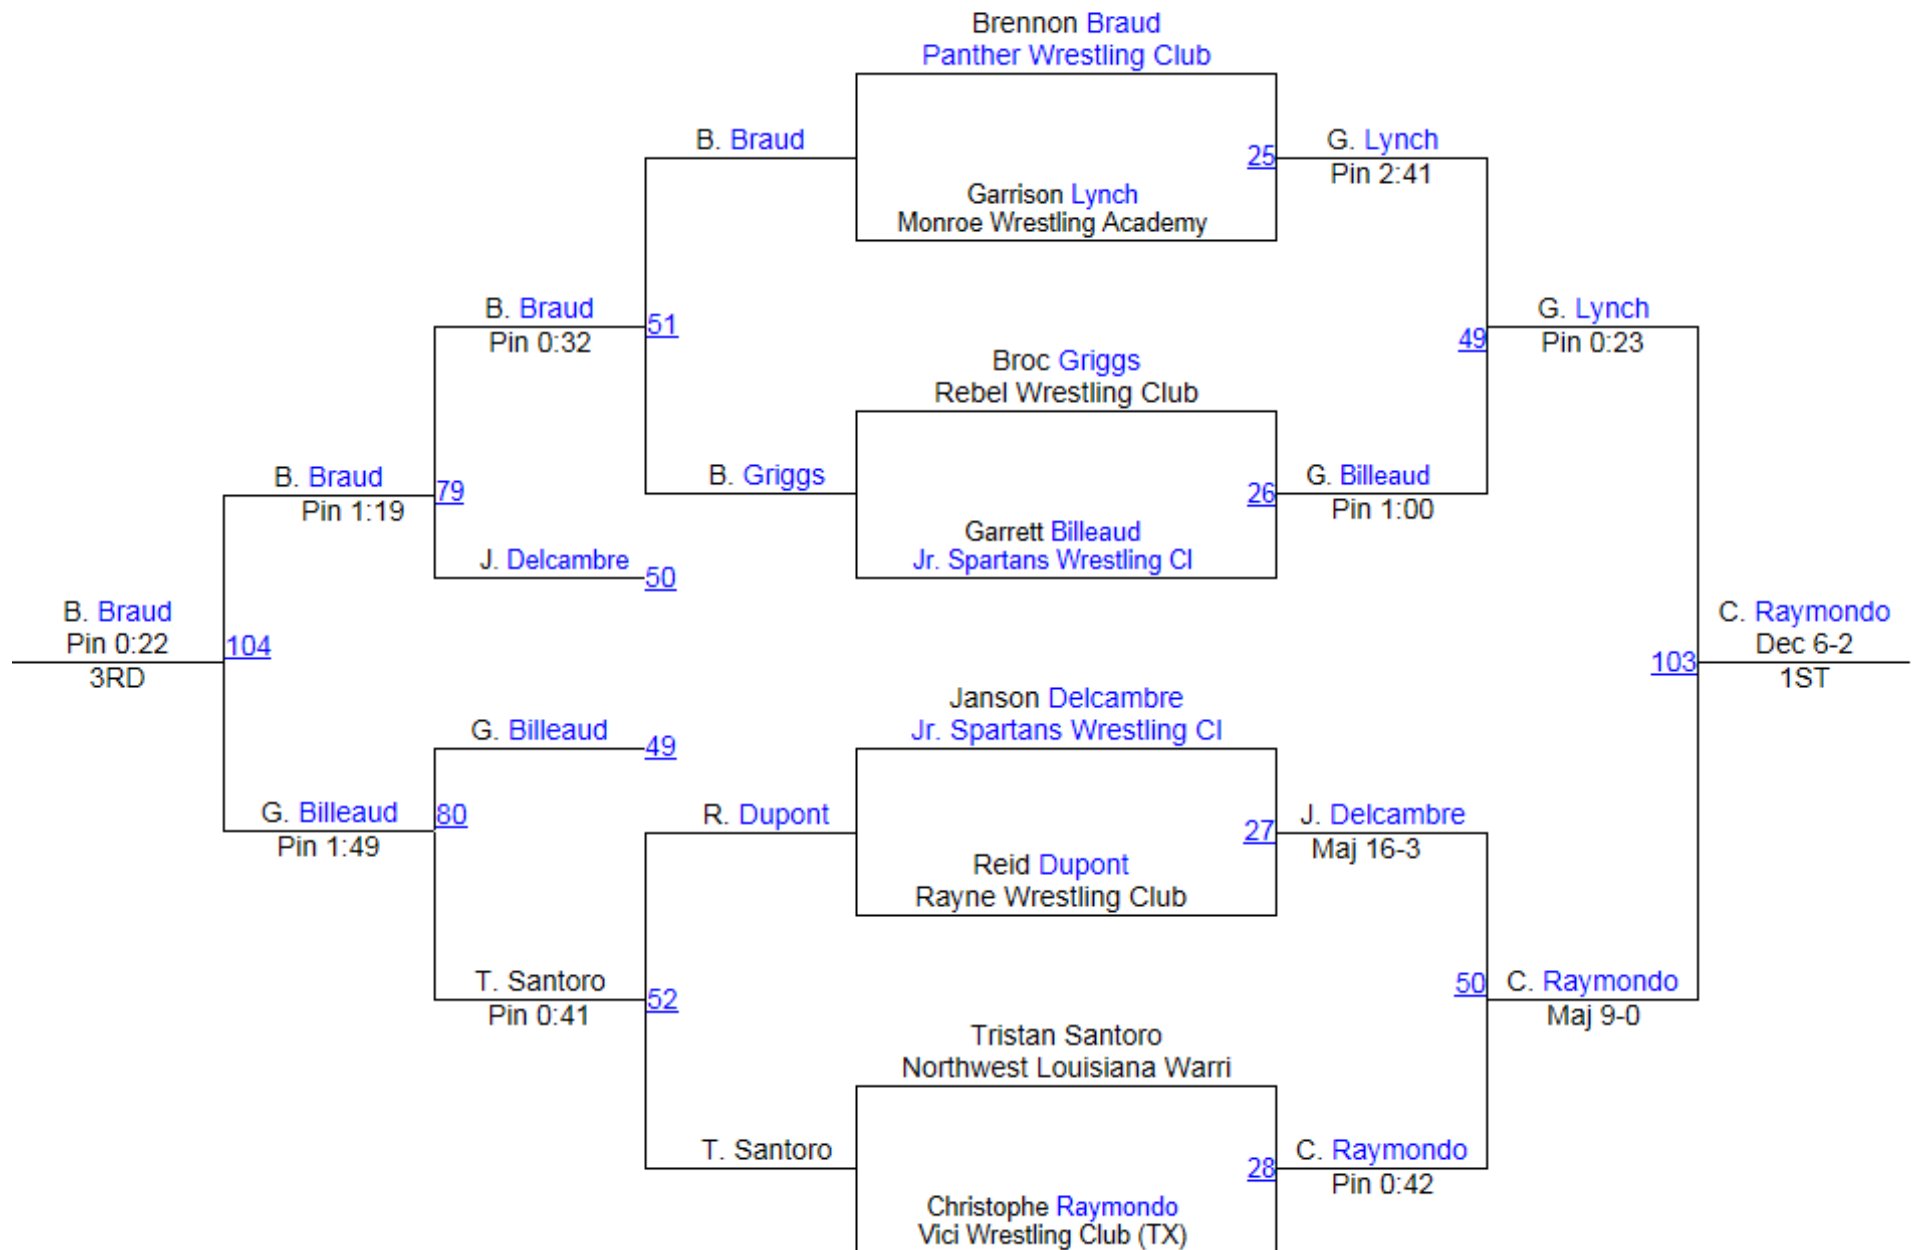 Brennon Braud
Panther Wrestling Club
B. Braud
25
G. Lynch
Pin 2:41
Garrison Lynch
Monroe Wrestling Academy
B. Braud
Pin 0:32
51
G. Lynch
Pin 0:23
49
Broc Griggs
Rebel Wrestling Club
B. Braud
Pin 1:19
79
B. Griggs
26
G. Billeaud
Pin 1:00
Garrett Billeaud
Jr. Spartans Wrestling Cl
J. Delcambre
50
B. Braud
Pin 0:22
3RD
104
C. Raymondo
Dec 6-2
1ST
103
Janson Delcambre
Jr. Spartans Wrestling Cl
G. Billeaud
49
G. Billeaud
Pin 1:49
80
R. Dupont
27
J. Delcambre
Maj 16-3
Reid Dupont
Rayne Wrestling Club
T. Santoro
Pin 0:41
52
50
C. Raymondo
Maj 9-0
Tristan Santoro
Northwest Louisiana Warri
T. Santoro
28
C. Raymondo
Pin 0:42
Christophe Raymondo
Vici Wrestling Club (TX)